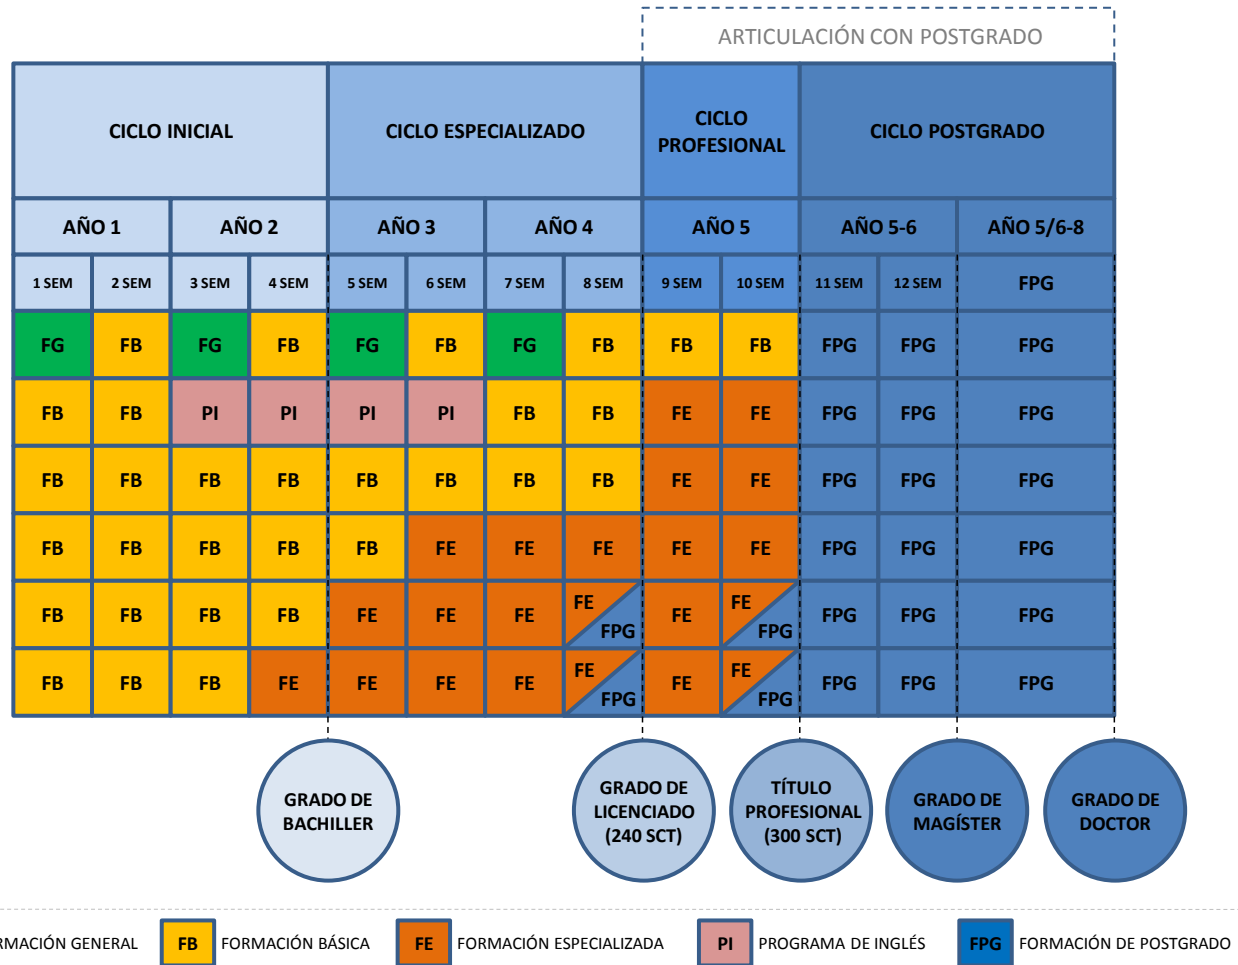 ARTICULACIÓN CON POSTGRADO
CICLO INICIAL
CICLO ESPECIALIZADO
CICLO
PROFESIONAL
CICLO POSTGRADO
AÑO 1 AÑO 2 AÑO 3 AÑO 4 AÑO 5 AÑO 5-6 AÑO 5/6-8
1 SEM 2 SEM 3 SEM 4 SEM 5 SEM 6 SEM 7 SEM 8 SEM 9 SEM 10 SEM 11 SEM 12 SEM FPG
FG FB FG FB FG FB FG FB FB FB FPG FPG FPG
FB FB PI PI PI PI FB FB FE FE FPG FPG FPG
FB FB FB FB FB FB FB FB FE FE FPG FPG FPG
FB FB FB FB FB FE FE FE FE FE FPG FPG FPG
FB FB FB FB FE FE FE FE FPG FE FE FPG FPG FPG FPG
FB FB FB FE FE FE FE FE FPG FE FE FPG FPG FPG FPG
GRADO DE
BACHILLER
GRADO DE
LICENCIADO
(240 SCT)
TÍTULO
PROFESIONAL
(300 SCT)
GRADO DE
MAGÍSTER
GRADO DE
DOCTOR
RMACIÓN GENERAL FB FORMACIÓN BÁSICA FE FORMACIÓN ESPECIALIZADA PI PROGRAMA DE INGLÉS FPG FORMACIÓN DE POSTGRADO